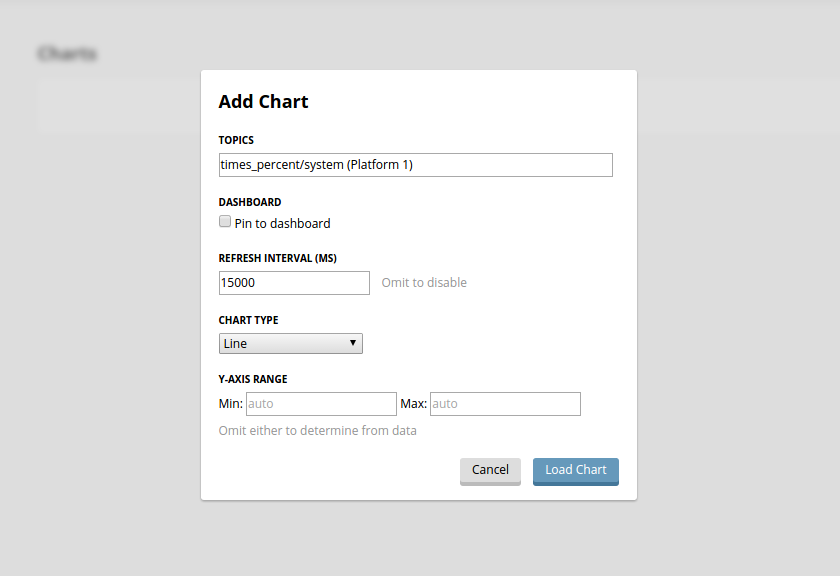 Charts
Add Chart
TOPICS
times_percent/system (Platform 1)
DASHBOARD
Pin to dashboard
REFRESH INTERVAL (MS)
15000 Omit to disable
CHART TYPE
Line
Y-AXIS RANGE
Min: auto Max: auto
Omit either to determine from data
Cancel Load Chart